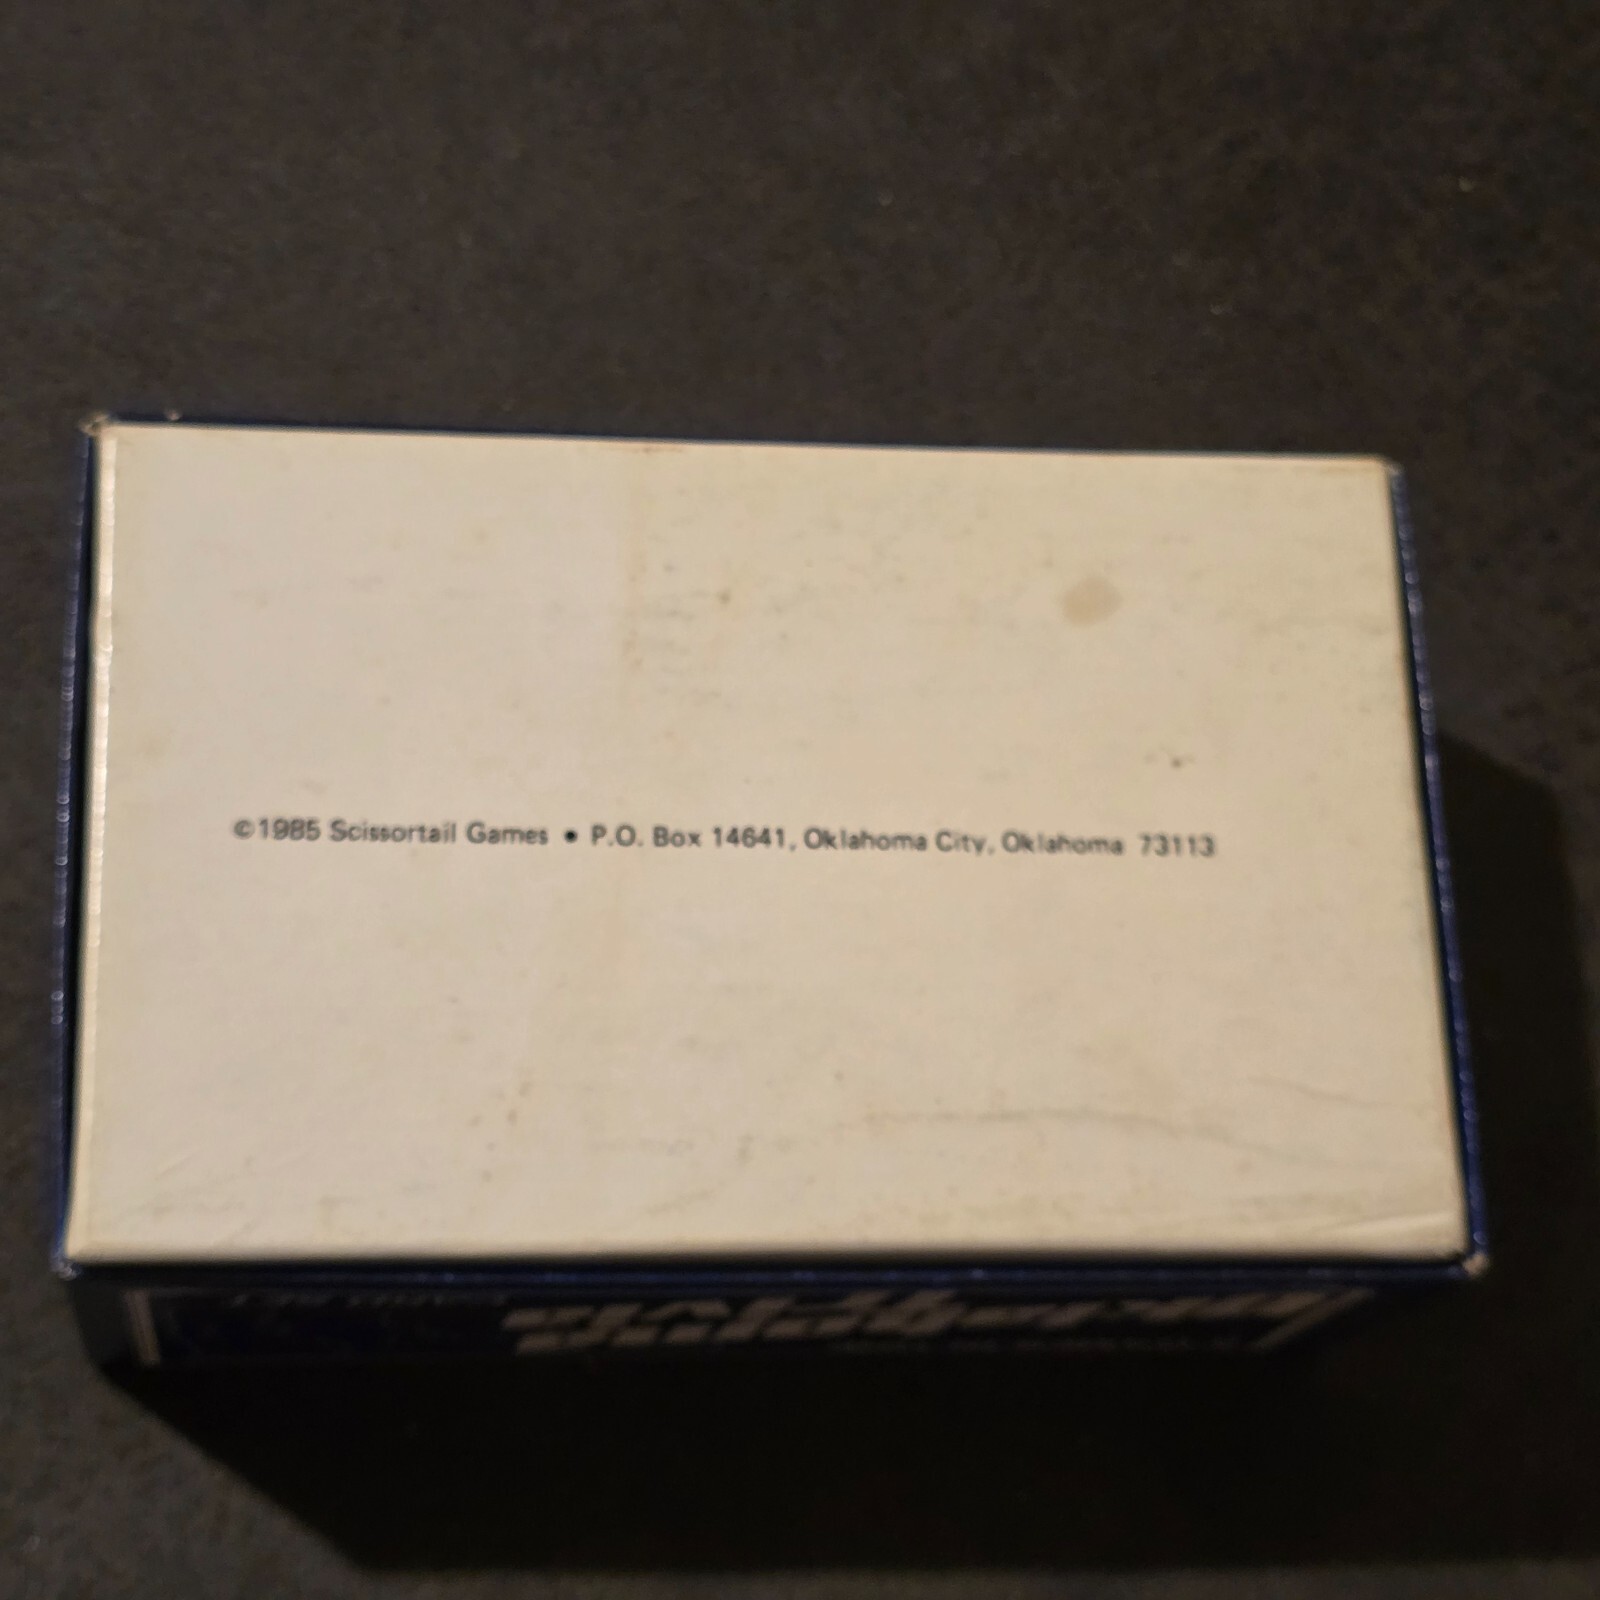 ©1985 Scissortail Games • P.O. Box 14641, Oklahoma City, Oklahoma 73113